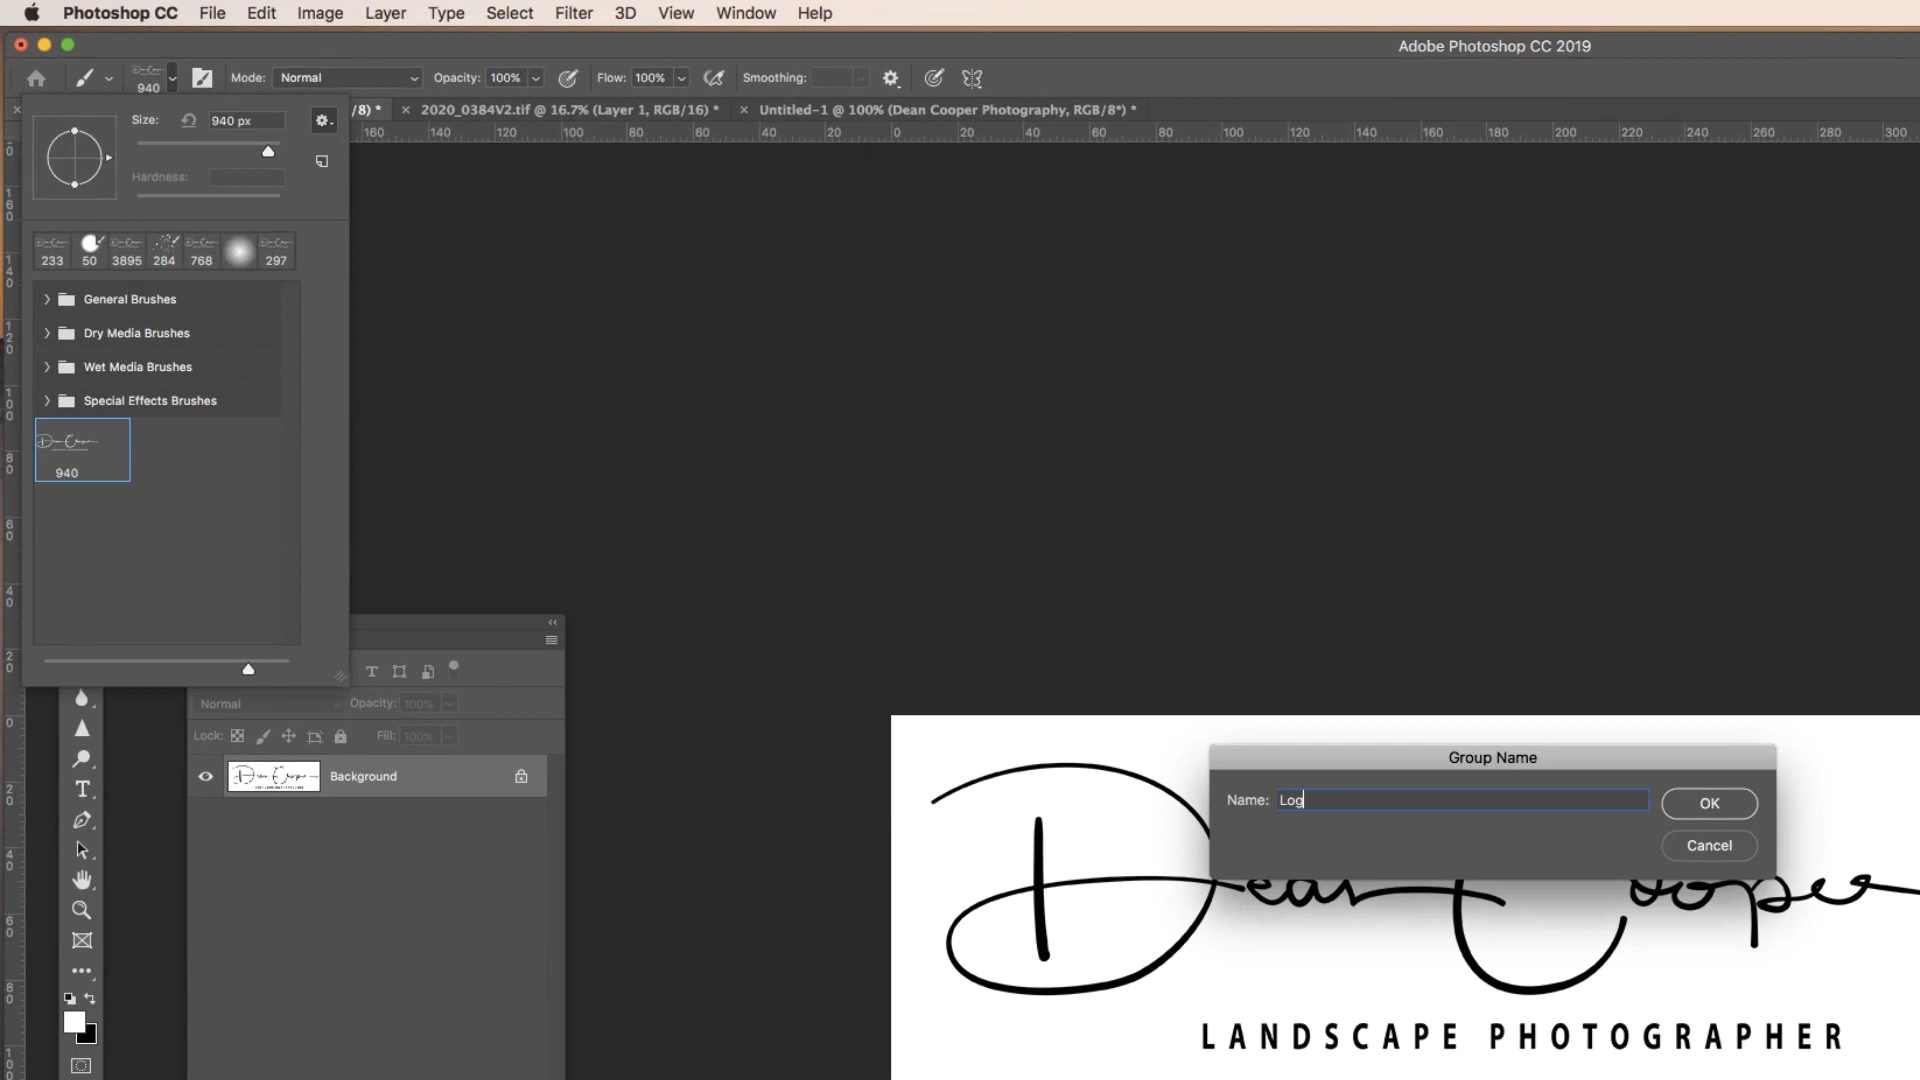 Photoshop CC File Edit Image Layer Type Select Filter 3D View Window Help
Adobe Photoshop CC 2019
940 Mode: Normal Opacity: 100% Flow: 100% Smoothing:
/8) * × 2020_0384V2.tif @ 16.7% (Layer 1, RGB/16) * × Untitled-1 @ 100% (Dean Cooper Photography, RGB/8*) *
160 140 120 100 80 60 40 20 0 20 40 60 80 100 120 140 160 180 200 220 240 260 280 300
Size: 940 px
Hardness:
233 50 3895 284 768 297
General Brushes
Dry Media Brushes
Wet Media Brushes
Special Effects Brushes
940
Normal Opacity: 100%
Lock: Fill: 100%
Background
Group Name
Name: Log OK
Cancel
Dean Cooper
LANDSCAPE PHOTOGRAPHER